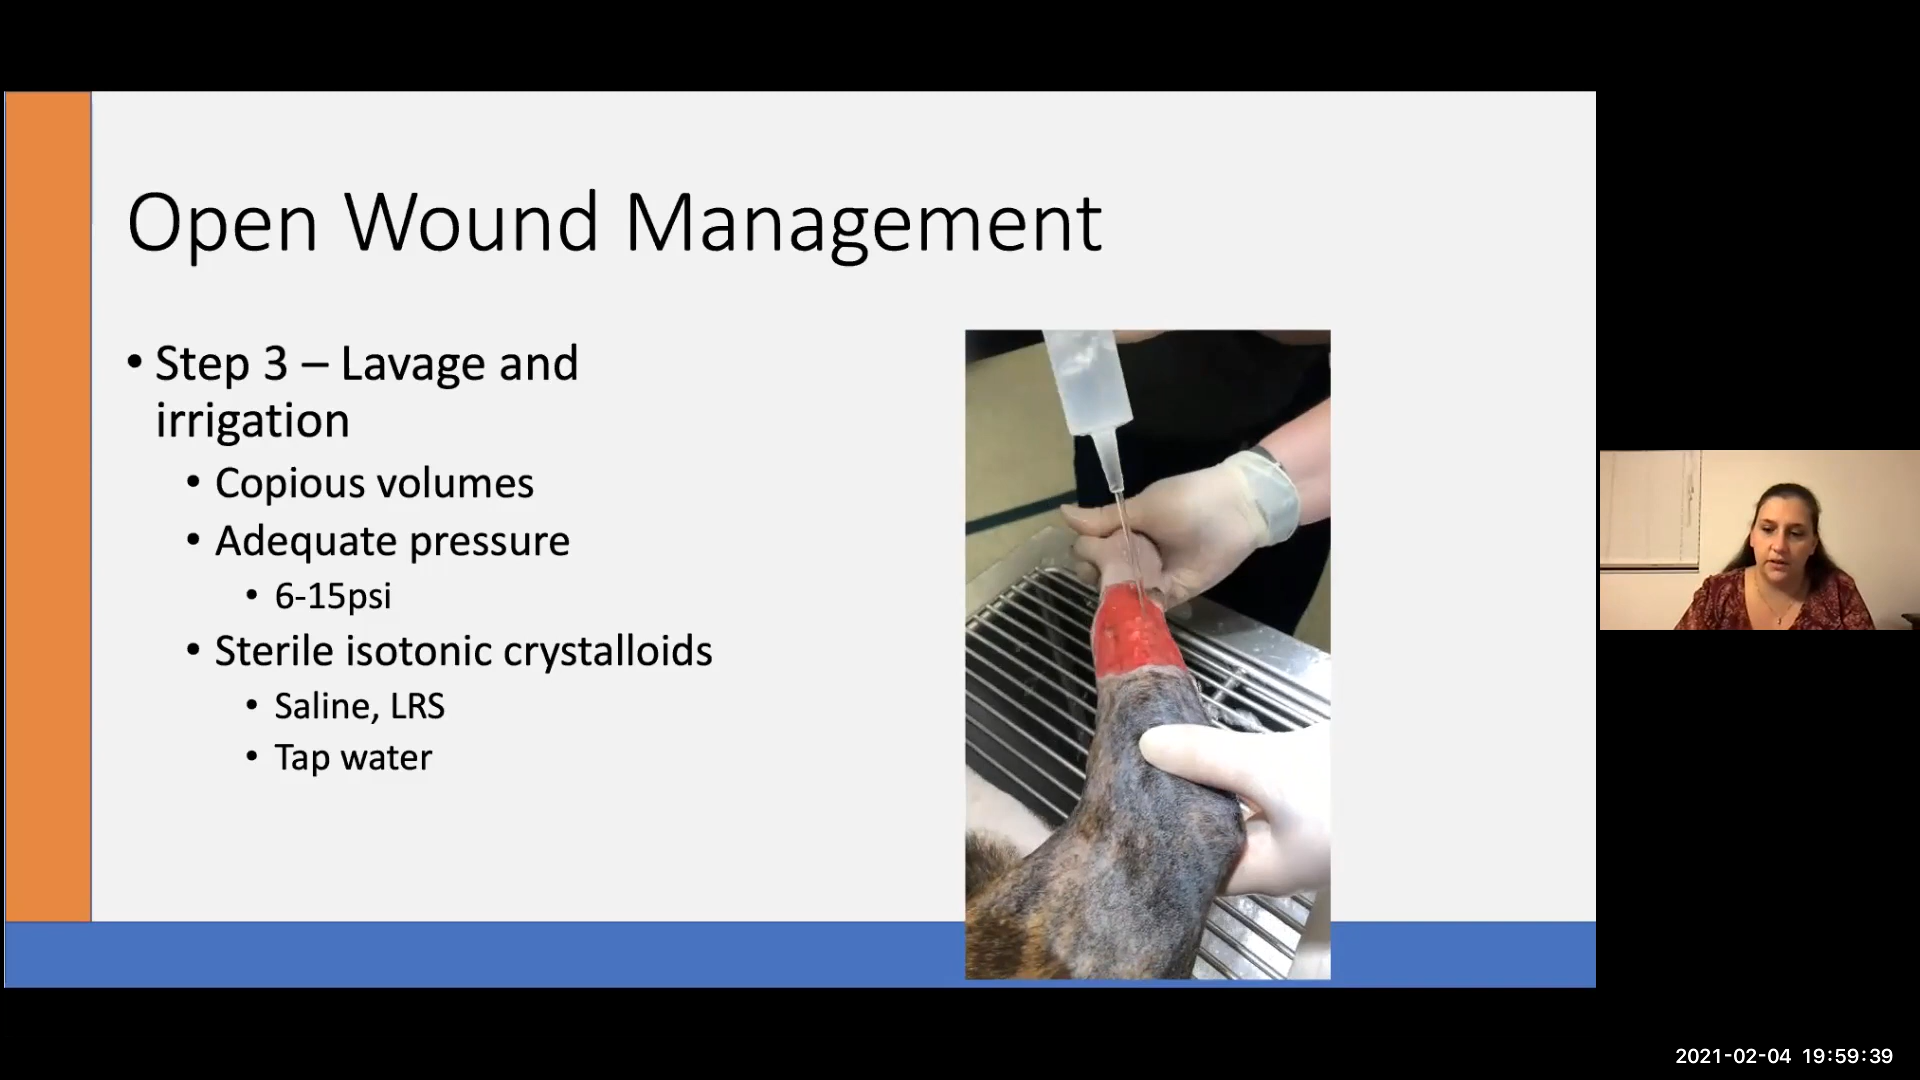 Open Wound Management
• Step 3 – Lavage and
irrigation
• Copious volumes
• Adequate pressure
• 6-15psi
• Sterile isotonic crystalloids
• Saline, LRS
• Tap water
2021-02-04 19:59:39